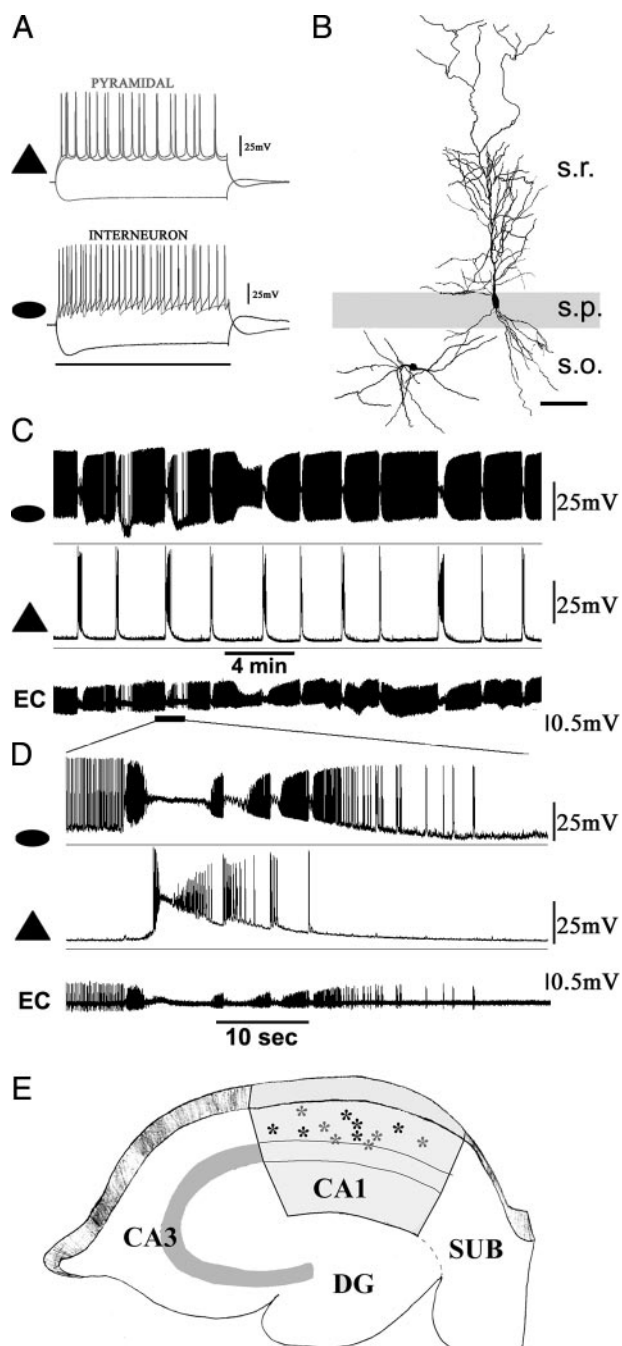 A
PYRAMIDAL
25mV
INTERNEURON
25mV
B
s.r.
s.p.
s.o.
C
25mV
25mV
4 min
EC
0.5mV
D
25mV
25mV
EC
0.5mV
10 sec
E
* * * * * * * * * * * *
CA1
CA3
SUB
DG